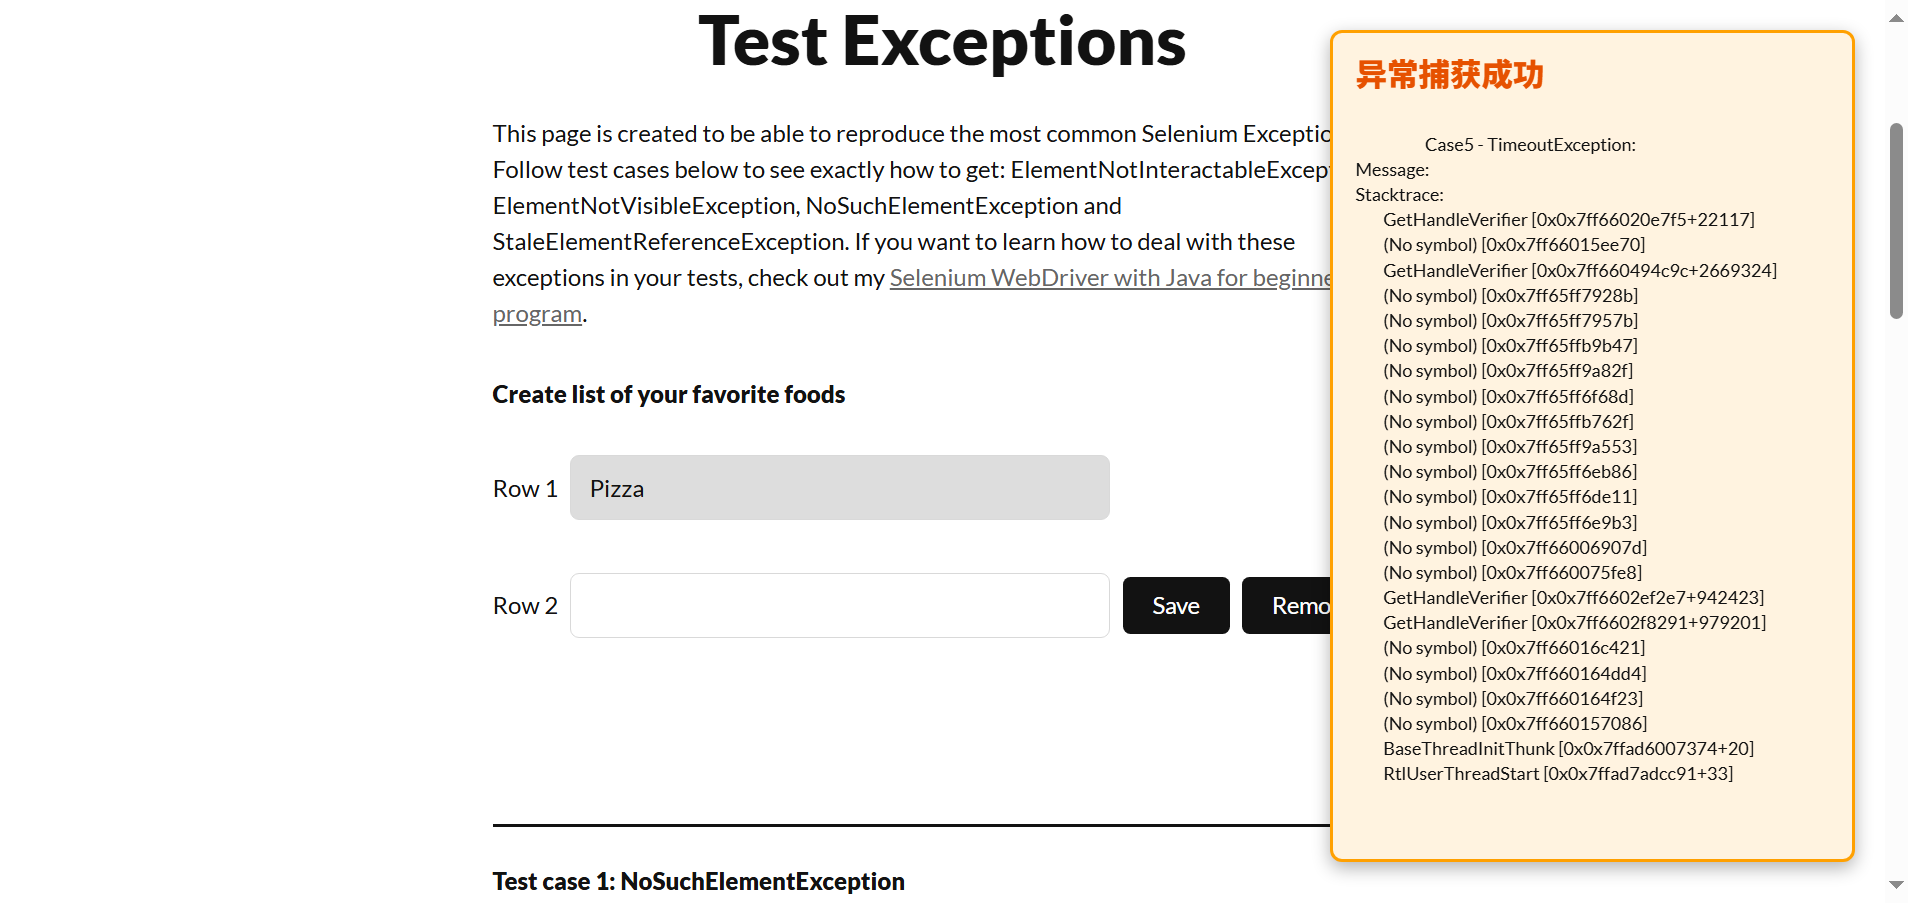 Test Exceptions
This page is created to be able to reproduce the most common Selenium Exceptio
Follow test cases below to see exactly how to get: ElementNotInteractableExcep
ElementNotVisibleException, NoSuchElementException and
StaleElementReferenceException. If you want to learn how to deal with these
exceptions in your tests, check out my Selenium WebDriver with Java for beginne
program.
Create list of your favorite foods
Row 1 Pizza
Row 2 Save Remo
Test case 1: NoSuchElementException
异常捕获成功
Case5 - TimeoutException:
Message:
Stacktrace:
GetHandleVerifier [0x0x7ff66020e7f5+22117]
(No symbol) [0x0x7ff66015ee70]
GetHandleVerifier [0x0x7ff660494c9c+2669324]
(No symbol) [0x0x7ff65ff7928b]
(No symbol) [0x0x7ff65ff7957b]
(No symbol) [0x0x7ff65ffb9b47]
(No symbol) [0x0x7ff65ff9a82f]
(No symbol) [0x0x7ff65ff6f68d]
(No symbol) [0x0x7ff65ffb762f]
(No symbol) [0x0x7ff65ff9a553]
(No symbol) [0x0x7ff65ff6eb86]
(No symbol) [0x0x7ff65ff6de11]
(No symbol) [0x0x7ff65ff6e9b3]
(No symbol) [0x0x7ff66006907d]
(No symbol) [0x0x7ff660075fe8]
GetHandleVerifier [0x0x7ff6602ef2e7+942423]
GetHandleVerifier [0x0x7ff6602f8291+979201]
(No symbol) [0x0x7ff66016c421]
(No symbol) [0x0x7ff660164dd4]
(No symbol) [0x0x7ff660164f23]
(No symbol) [0x0x7ff660157086]
BaseThreadInitThunk [0x0x7ffad6007374+20]
RtlUserThreadStart [0x0x7ffad7adcc91+33]